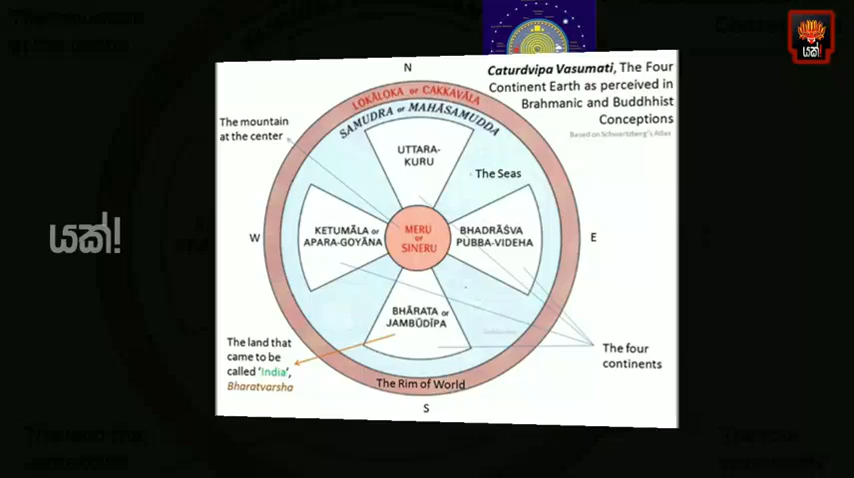 යක්!
N
Caturdvipa Vasumati, The Four
Continent Earth as perceived in
Brahmanic and Buddhhist
Conceptions
Based on Schwartzberg's Atlas
LOKĀLOKA or CAKKAVĀLA
SAMUDRA or MAHĀSAMUDDA
The mountain
at the center
UTTARA-
KURU
The Seas
W
KETUMĀLA or
APARA-GOYĀNA
MERU
or
SINERU
BHADRĀŚVA
PUBBA-VIDEHA
E
යක්!
BHĀRATA or
JAMBŪDĪPA
The land that
came to be
called 'India',
Bharatvarsha
The four
continents
The Rim of World
S